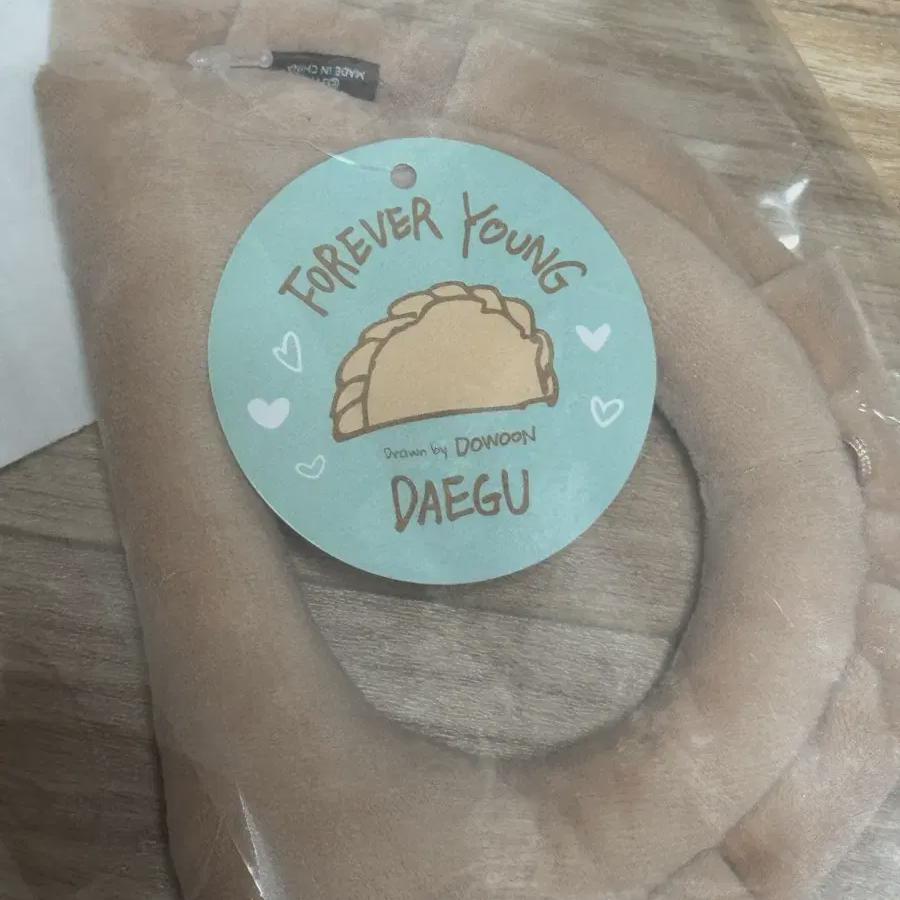 MADE IN CHINA
FOREVER YOUNG
Drawn by DOWOON
DAEGU